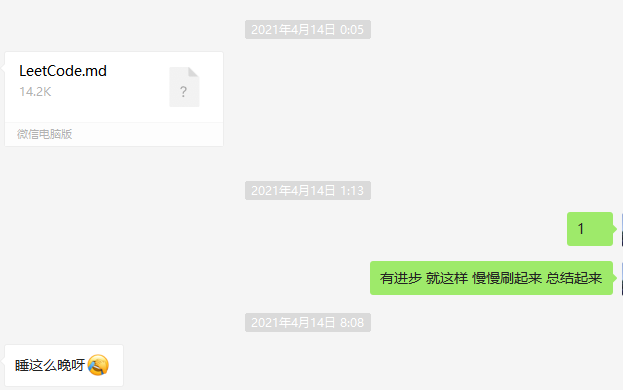 2021年4月14日 0:05
LeetCode.md
14.2K
?
微信电脑版
2021年4月14日 1:13
1
有进步 就这样 慢慢刷起来 总结起来
2021年4月14日 8:08
睡这么晚呀